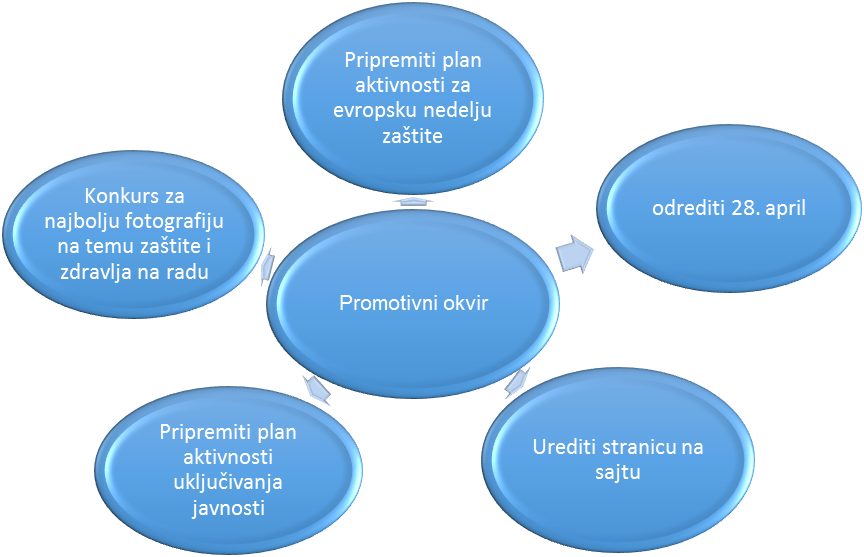 Pripremiti plan
aktivnosti za
evropsku nedelju
zaštite
odrediti 28. april
Konkurs za
najbolju fotografiju
na temu zaštite i
zdravlja na radu
Promotivni okvir
Pripremiti plan
aktivnosti
uključivanja
javnosti
Urediti stranicu na
sajtu